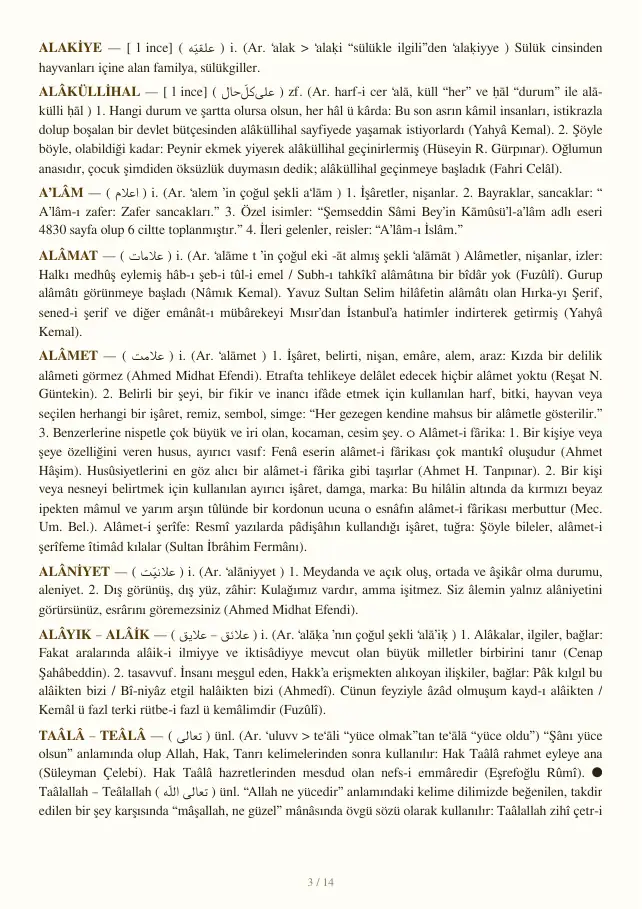 ALAKİYE — [ l ince] ( علقيّه ) i. (Ar. ‘alak > ‘alaḳi “sülükle ilgili”den ‘alaḳiyye ) Sülük cinsinden
hayvanları içine alan familya, sülükgiller.
ALÂKÜLLİHAL — [ l ince] ( على‌كلّ‌حال ) zf. (Ar. harf-i cer ‘alā, küll “her” ve ḥāl “durum” ile alā-
külli ḥāl ) 1. Hangi durum ve şartta olursa olsun, her hâl ü kârda: Bu son asrın kâmil insanları, istikrazla
dolup boşalan bir devlet bütçesinden alâküllihal sayfiyede yaşamak istiyorlardı (Yahyâ Kemal). 2. Şöyle
böyle, olabildiği kadar: Peynir ekmek yiyerek alâküllihal geçinirlermiş (Hüseyin R. Gürpınar). Oğlumun
anasıdır, çocuk şimdiden öksüzlük duymasın dedik; alâküllihal geçinmeye başladık (Fahri Celâl).
A’LÂM — ( اعلام ) i. (Ar. ‘alem ’in çoğul şekli a‘lām ) 1. İşâretler, nişanlar. 2. Bayraklar, sancaklar: “
A’lâm-ı zafer: Zafer sancakları.” 3. Özel isimler: “Şemseddin Sâmi Bey’in Kāmûsü’l-a’lâm adlı eseri
4830 sayfa olup 6 ciltte toplanmıştır.” 4. İleri gelenler, reisler: “A’lâm-ı İslâm.”
ALÂMAT — ( علامات ) i. (Ar. ‘alāme t ’in çoğul eki -āt almış şekli ‘alāmāt ) Alâmetler, nişanlar, izler:
Halkı medhûş eylemiş hâb-ı şeb-i tûl-i emel / Subh-ı tahkîkî alâmâtına bir bîdâr yok (Fuzûlî). Gurup
alâmâtı görünmeye başladı (Nâmık Kemal). Yavuz Sultan Selim hilâfetin alâmâtı olan Hırka-yı Şerif,
sened-i şerif ve diğer emânât-ı mübârekeyi Mısır’dan İstanbul’a hatimler indirterek getirmiş (Yahyâ
Kemal).
ALÂMET — ( علامت ) i. (Ar. ‘alāmet ) 1. İşâret, belirti, nişan, emâre, alem, araz: Kızda bir delilik
alâmeti görmez (Ahmed Midhat Efendi). Etrafta tehlikeye delâlet edecek hiçbir alâmet yoktu (Reşat N.
Güntekin). 2. Belirli bir şeyi, bir fikir ve inancı ifâde etmek için kullanılan harf, bitki, hayvan veya
seçilen herhangi bir işâret, remiz, sembol, simge: “Her gezegen kendine mahsus bir alâmetle gösterilir.”
3. Benzerlerine nispetle çok büyük ve iri olan, kocaman, cesim şey. ѻ Alâmet-i fârika: 1. Bir kişiye veya
şeye özelliğini veren husus, ayırıcı vasıf: Fenâ eserin alâmet-i fârikası çok mantıkî oluşudur (Ahmet
Hâşim). Husûsiyetlerini en göz alıcı bir alâmet-i fârika gibi taşırlar (Ahmet H. Tanpınar). 2. Bir kişi
veya nesneyi belirtmek için kullanılan ayırıcı işâret, damga, marka: Bu hilâlin altında da kırmızı beyaz
ipekten mâmul ve yarım arşın tûlünde bir kordonun ucuna o esnâfın alâmet-i fârikası merbuttur (Mec.
Um. Bel.). Alâmet-i şerîfe: Resmî yazılarda pâdişâhın kullandığı işâret, tuğra: Şöyle bileler, alâmet-i
şerîfeme îtimâd kılalar (Sultan İbrâhim Fermânı).
ALÂNİYET — ( علانيّت ) i. (Ar. ‘alāniyyet ) 1. Meydanda ve açık oluş, ortada ve âşikâr olma durumu,
aleniyet. 2. Dış görünüş, dış yüz, zâhir: Kulağımız vardır, amma işitmez. Siz âlemin yalnız alâniyetini
görürsünüz, esrârını göremezsiniz (Ahmed Midhat Efendi).
ALÂYIK – ALÂİK — ( علائق – علايق ) i. (Ar. ‘alāḳa ’nın çoğul şekli ‘alā’iḳ ) 1. Alâkalar, ilgiler, bağlar:
Fakat aralarında alâik-i ilmiyye ve iktisâdiyye mevcut olan büyük milletler birbirini tanır (Cenap
Şahâbeddin). 2. tasavvuf. İnsanı meşgul eden, Hakk’a erişmekten alıkoyan ilişkiler, bağlar: Pâk kılgıl bu
alâikten bizi / Bî-niyâz etgil halâikten bizi (Ahmedî). Cünun feyziyle âzâd olmuşum kayd-ı alâikten /
Kemâl ü fazl terki rütbe-i fazl ü kemâlimdir (Fuzûlî).
TAÂLÂ – TEÂLÂ — ( تعالى ) ünl. (Ar. ‘uluvv > te‘āli “yüce olmak”tan te‘ālā “yüce oldu”) “Şânı yüce
olsun” anlamında olup Allah, Hak, Tanrı kelimelerinden sonra kullanılır: Hak Taâlâ rahmet eyleye ana
(Süleyman Çelebi). Hak Taâlâ hazretlerinden mesdud olan nefs-i emmâredir (Eşrefoğlu Rûmî). ●
Taâlallah – Teâlallah ( تعالى الله ) ünl. “Allah ne yücedir” anlamındaki kelime dilimizde beğenilen, takdir
edilen bir şey karşısında “mâşallah, ne güzel” mânâsında övgü sözü olarak kullanılır: Taâlallah zihî çetr-i
3 / 14